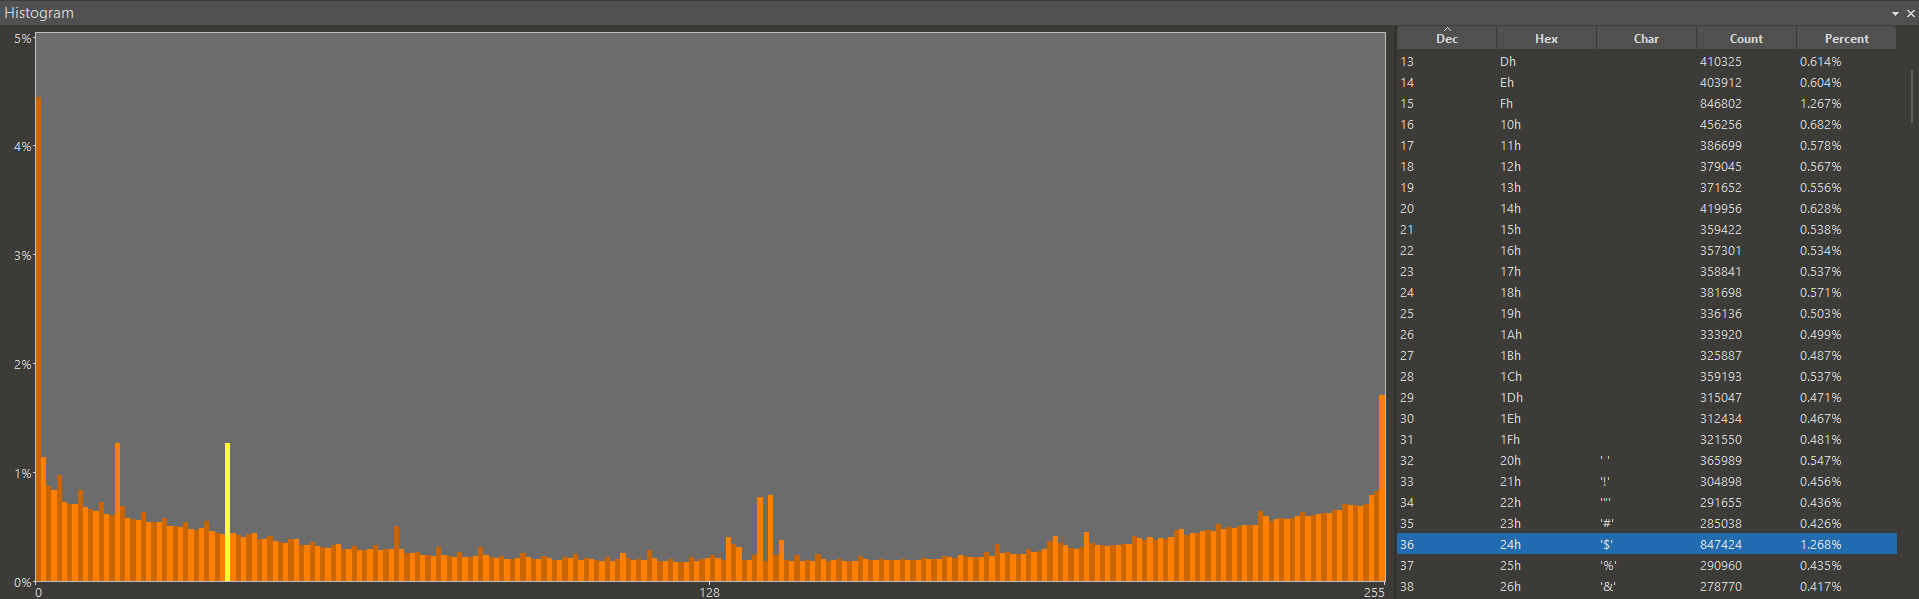 Histogram
5%
4%
3%
2%
1%
0%
0 128 255
Dec Hex Char Count Percent
13 Dh 410325 0.614%
14 Eh 403912 0.604%
15 Fh 846802 1.267%
16 10h 456256 0.682%
17 11h 386699 0.578%
18 12h 379045 0.567%
19 13h 371652 0.556%
20 14h 419956 0.628%
21 15h 359422 0.538%
22 16h 357301 0.534%
23 17h 358841 0.537%
24 18h 381698 0.571%
25 19h 336136 0.503%
26 1Ah 333920 0.499%
27 1Bh 325887 0.487%
28 1Ch 359193 0.537%
29 1Dh 315047 0.471%
30 1Eh 312434 0.467%
31 1Fh 321550 0.481%
32 20h ' ' 365989 0.547%
33 21h '!' 304898 0.456%
34 22h '"' 291655 0.436%
35 23h '#' 285038 0.426%
36 24h '$' 847424 1.268%
37 25h '%' 290960 0.435%
38 26h '&' 278770 0.417%